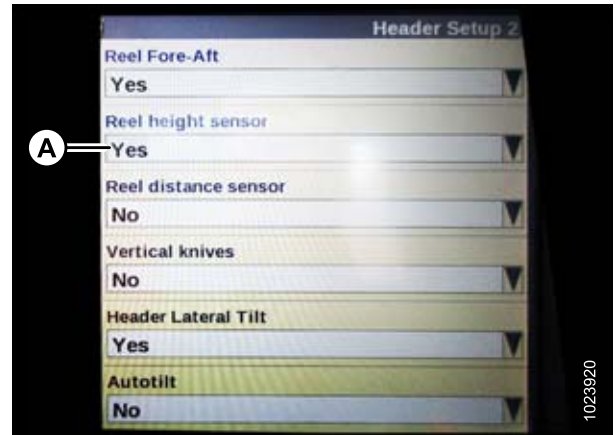 Header Setup 2
Reel Fore-Aft
Yes
Reel height sensor
A
Yes
Reel distance sensor
No
Vertical knives
No
Header Lateral Tilt
Yes
Autotilt
No
1023920